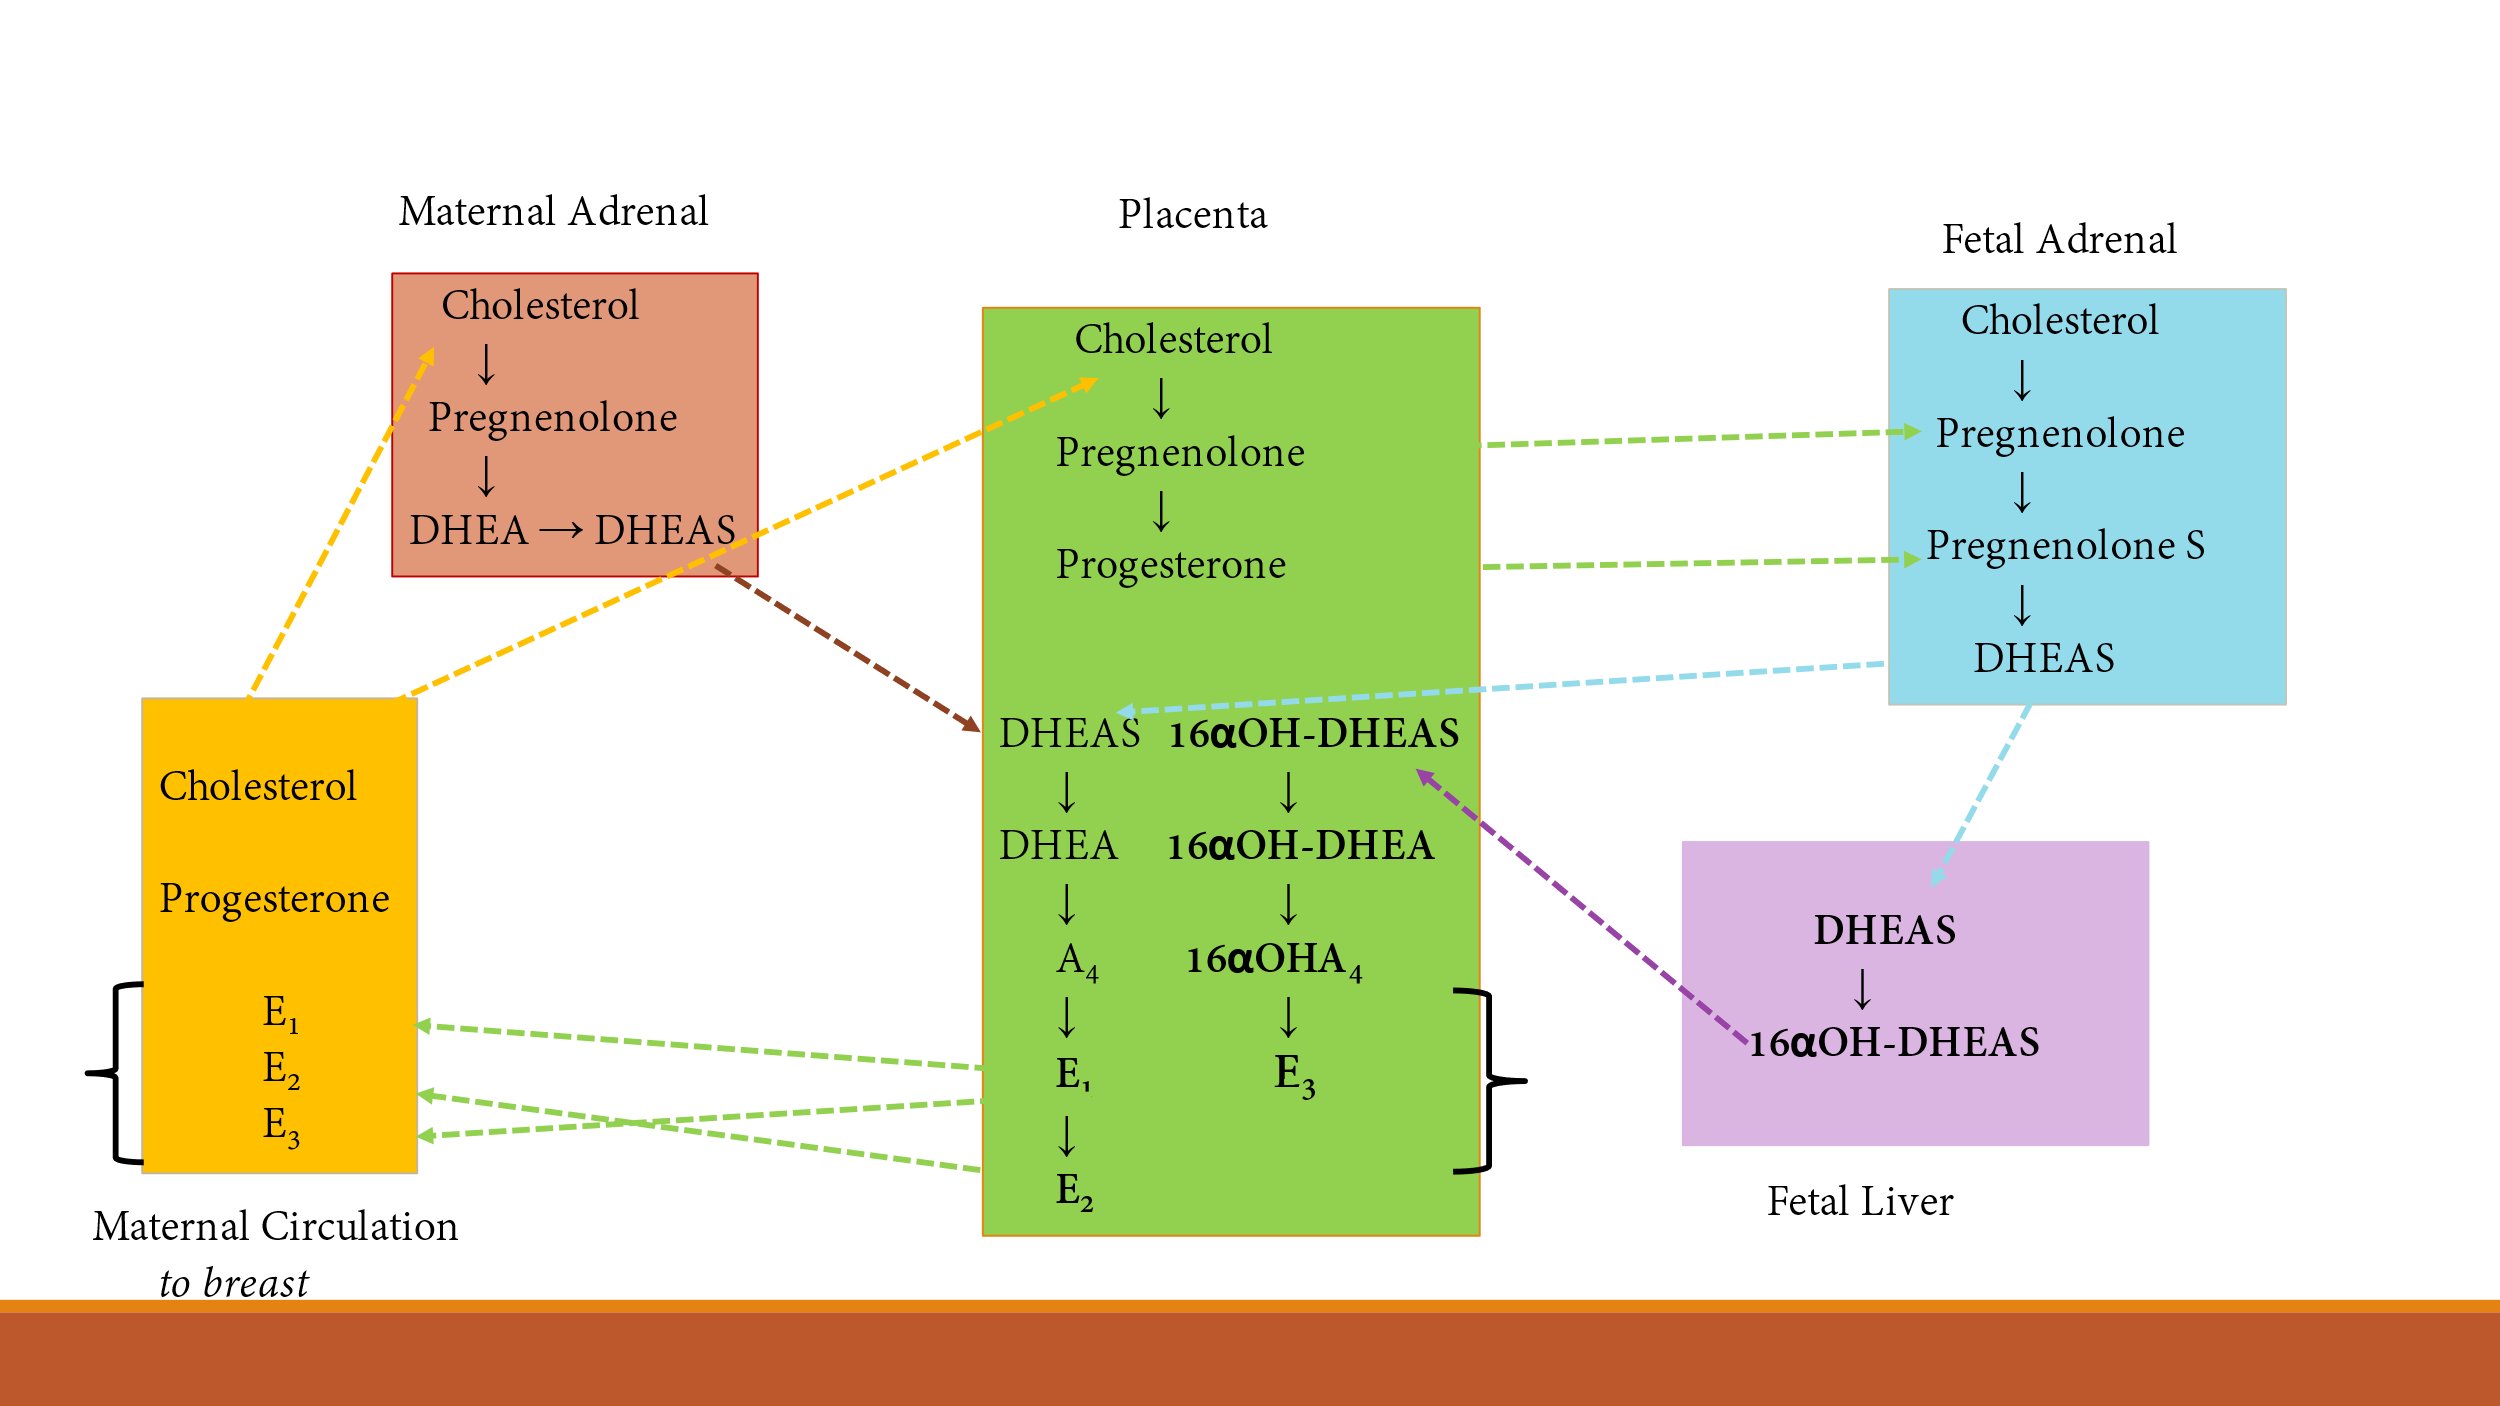 Maternal Adrenal
Cholesterol
↓
Pregnenolone
↓
DHEA → DHEAS
Placenta
Cholesterol
↓
Pregnenolone
↓
Progesterone
DHEAS 16αOH-DHEAS
↓ ↓
DHEA 16αOH-DHEA
↓ ↓
A₄ 16αOHA₄
↓ ↓
E₁ E₃
↓
E₂
Fetal Adrenal
Cholesterol
↓
Pregnenolone
↓
Pregnenolone S
↓
DHEAS
Cholesterol
Progesterone
E₁
E₂
E₃
Maternal Circulation
to breast
DHEAS
↓
16αOH-DHEAS
Fetal Liver